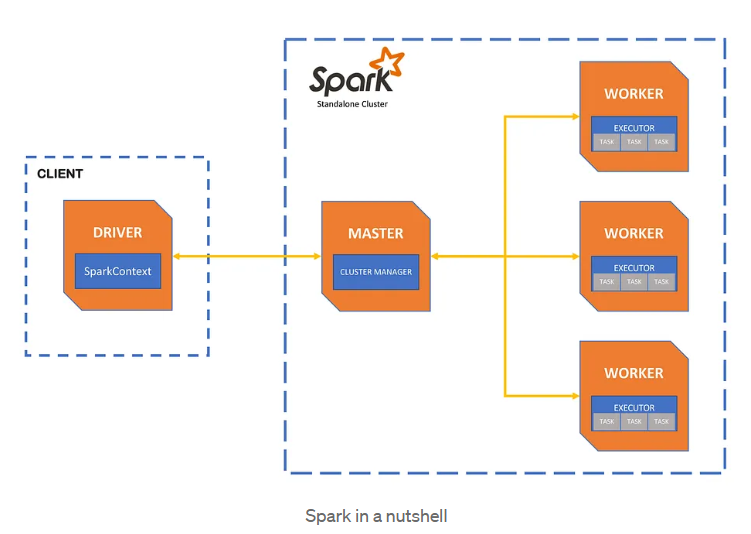 Spark
Standalone Cluster
CLIENT
DRIVER
SparkContext
MASTER
CLUSTER MANAGER
WORKER
EXECUTOR
TASK TASK TASK
WORKER
EXECUTOR
TASK TASK TASK
WORKER
EXECUTOR
TASK TASK TASK
Spark in a nutshell